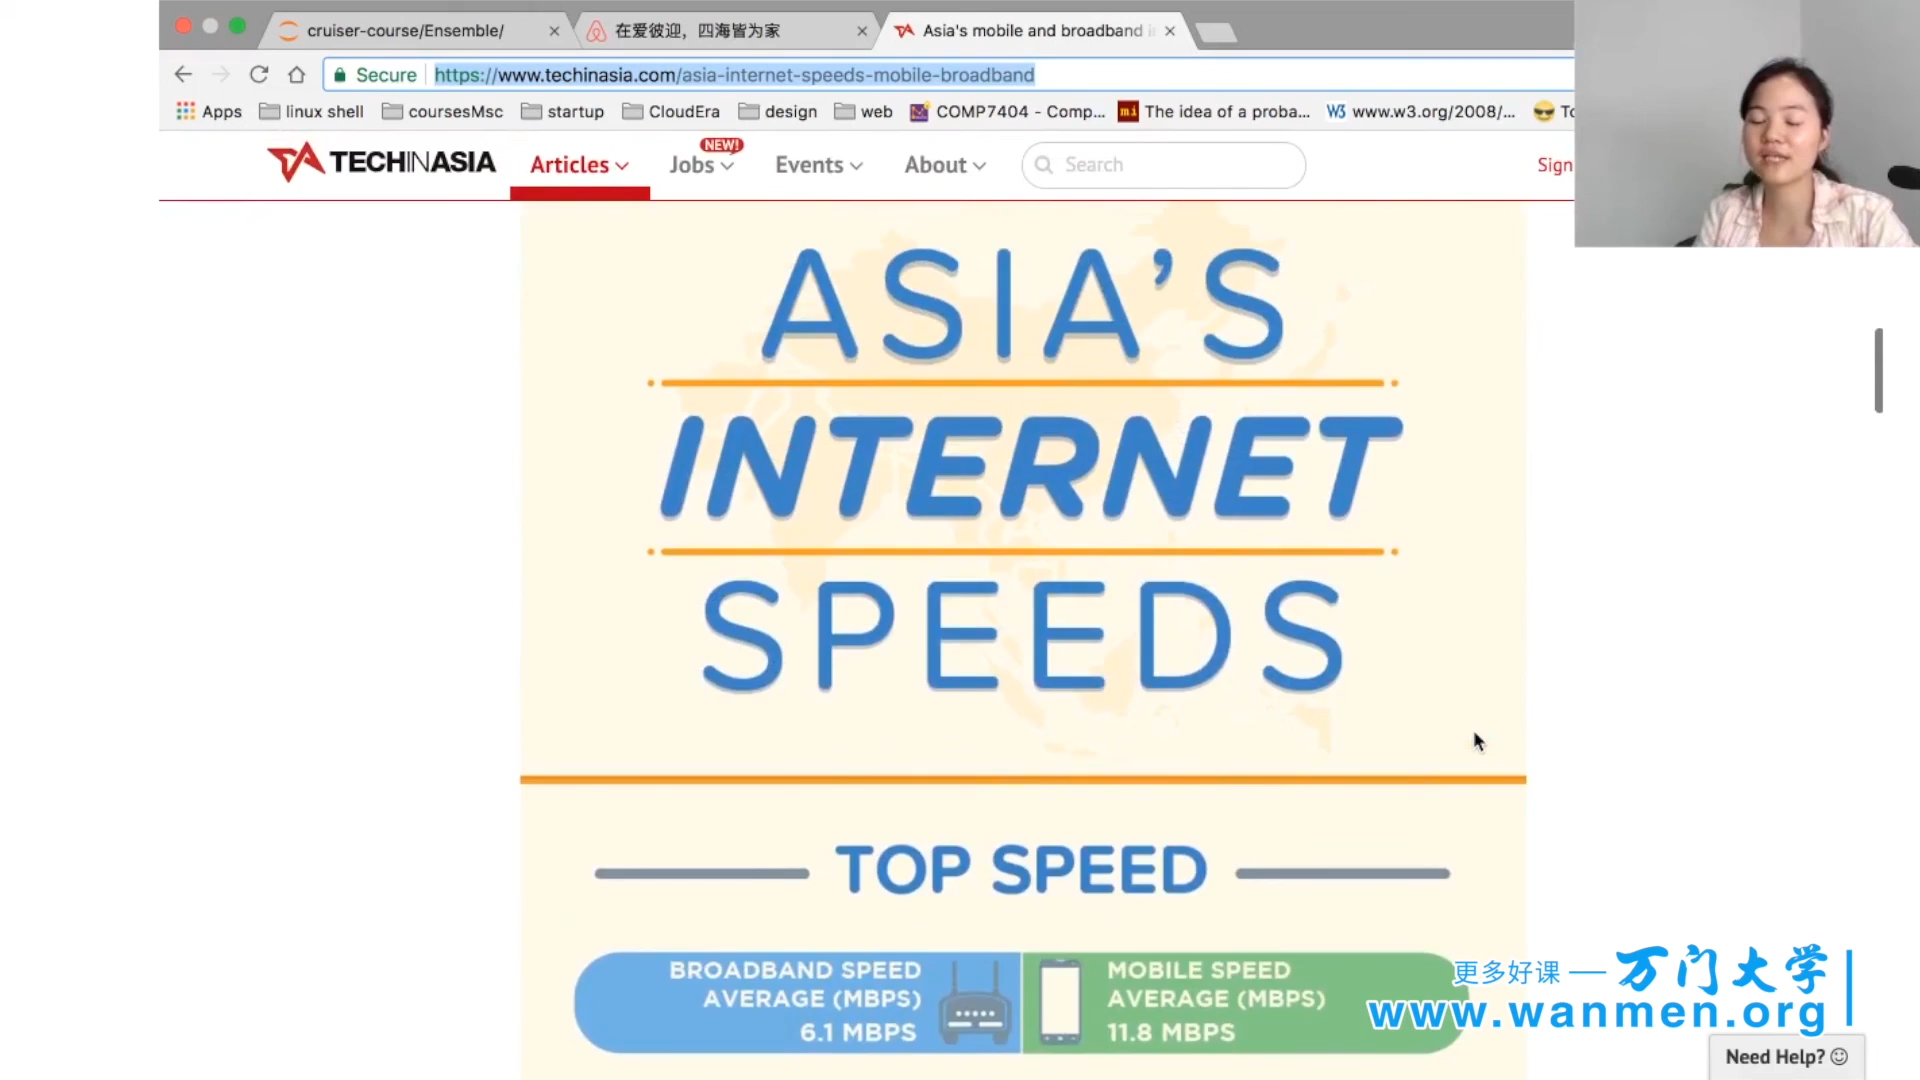 cruiser-course/Ensemble/
在爱彼迎，四海皆为家
Asia's mobile and broadband
Secure
https://www.techinasia.com/asia-internet-speeds-mobile-broadband
Apps
linux shell
coursesMsc
startup
CloudEra
design
web
COMP7404 - Comp...
The idea of a proba...
www.w3.org/2008/...
TECHINASIA
Articles
Jobs
NEW!
Events
About
Search
Sign
ASIA'S
INTERNET
SPEEDS
TOP SPEED
BROADBAND SPEED
AVERAGE (MBPS)
6.1 MBPS
MOBILE SPEED
AVERAGE (MBPS)
11.8 MBPS
更多好课 — 万门大学
www.wanmen.org
Need Help?